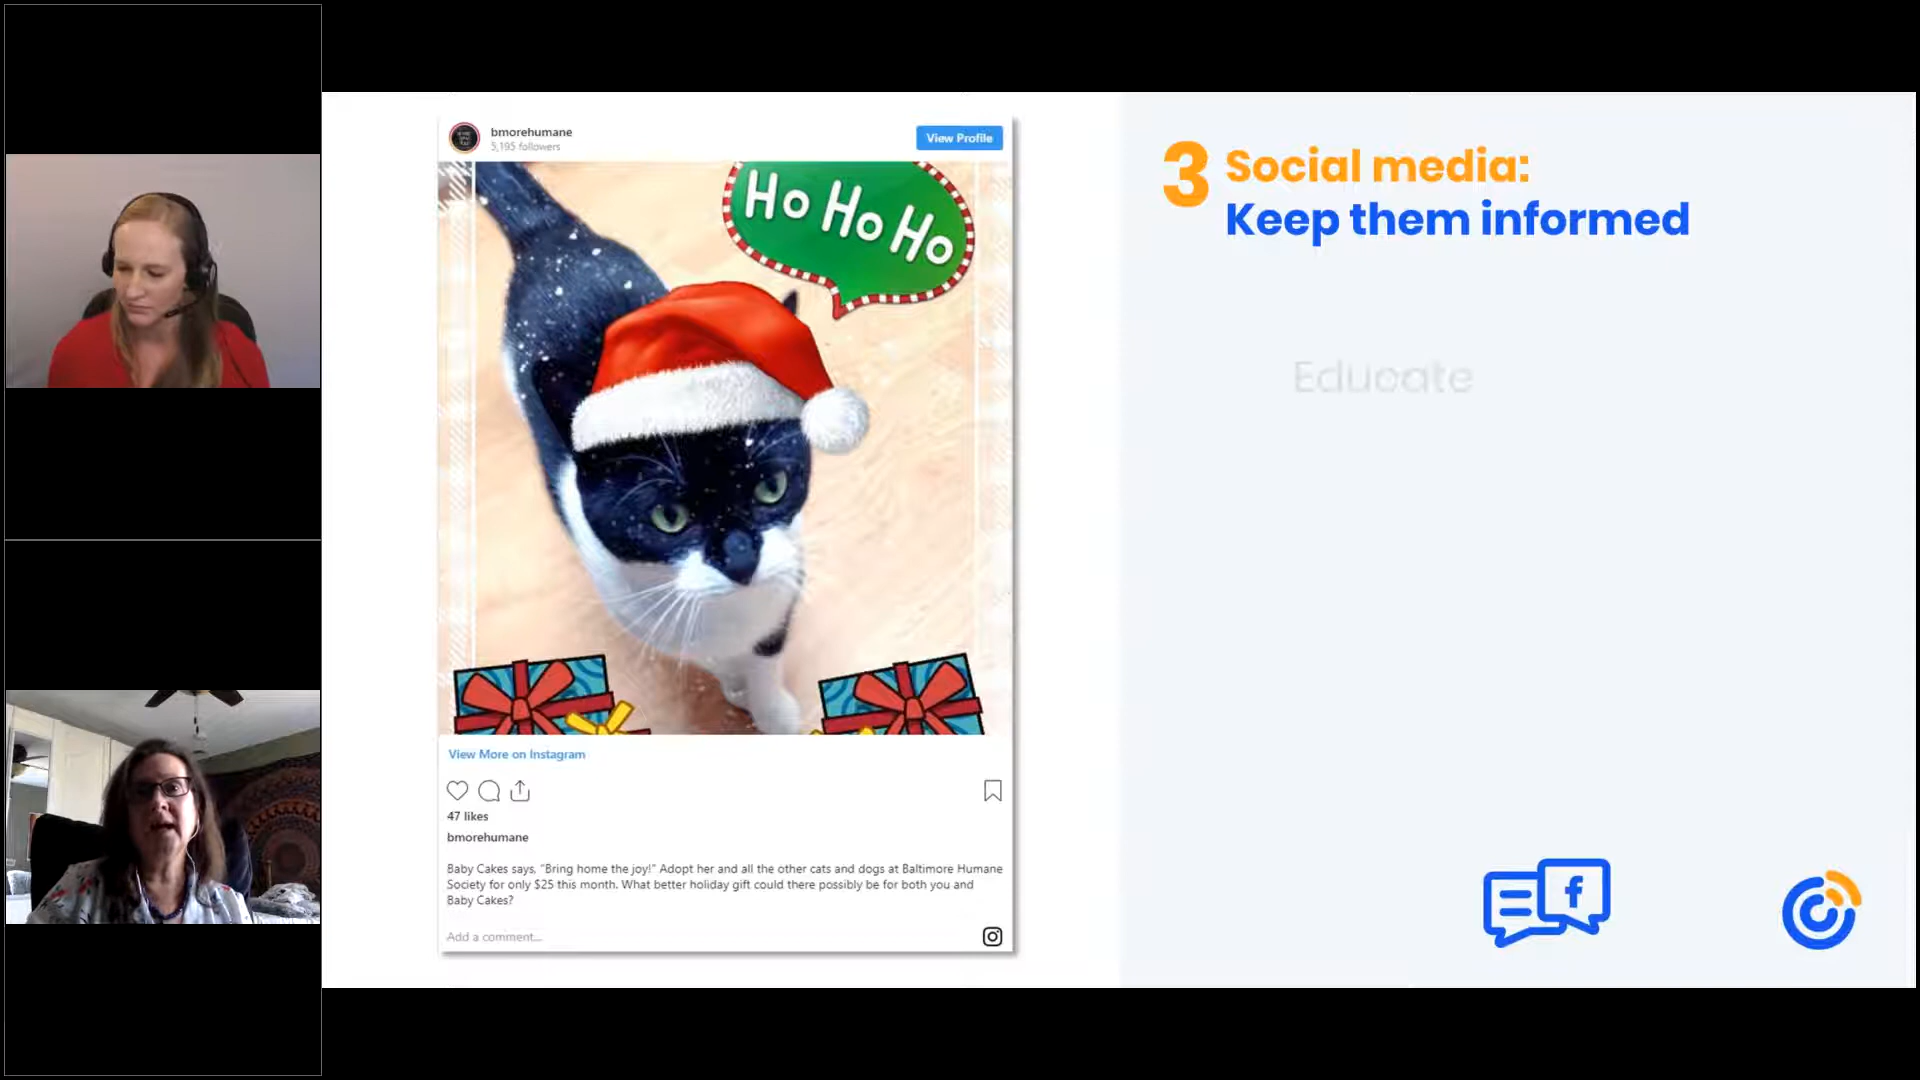 bmorehumane
5,195 followers
View Profile
Ho Ho Ho
View More on Instagram
47 likes
bmorehumane
Baby Cakes says, "Bring home the joy!" Adopt her and all the other cats and dogs at Baltimore Humane
Society for only $25 this month. What better holiday gift could there possibly be for both you and
Baby Cakes?
Add a comment...
3 Social media:
Keep them informed
Educate
f